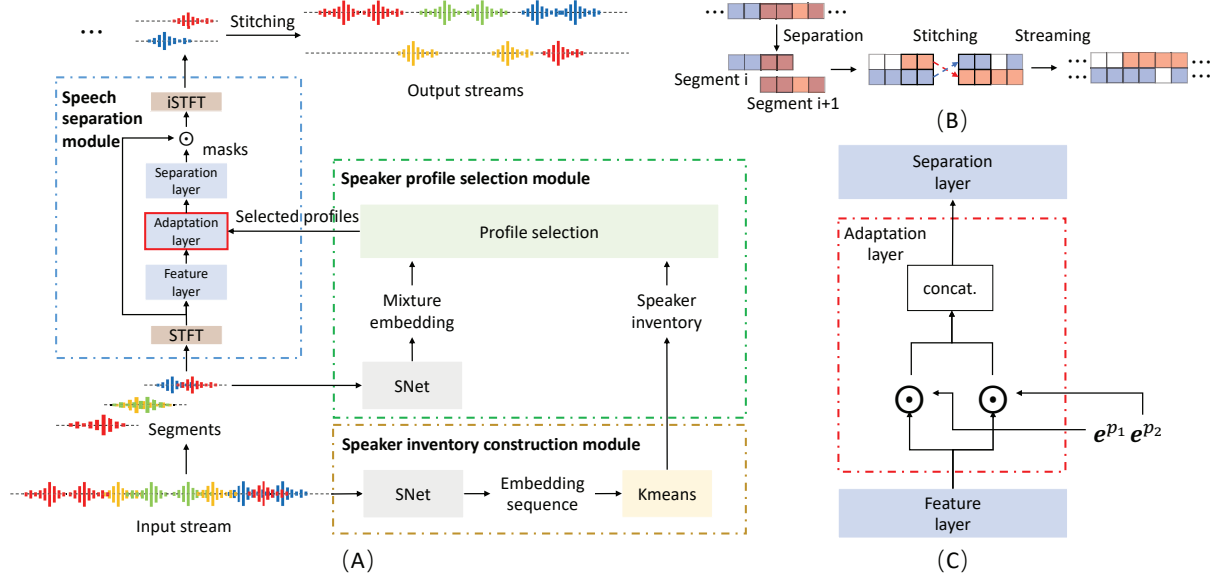 ...
Stitching
Output streams
Speech
separation
module
iSTFT
⊙
masks
Separation
layer
Adaptation
layer
Feature
layer
STFT
Segments
Input stream
Speaker profile selection module
Selected profiles
Profile selection
Mixture
embedding
Speaker
inventory
SNet
Speaker inventory construction module
SNet
Embedding
sequence
Kmeans
(A)
... ...
Separation
Stitching
Streaming
Segment i
Segment i+1
... ...
... ...
(B)
Separation
layer
Adaptation
layer
concat.
⊙ ⊙
e^{p_1} e^{p_2}
Feature
layer
(C)